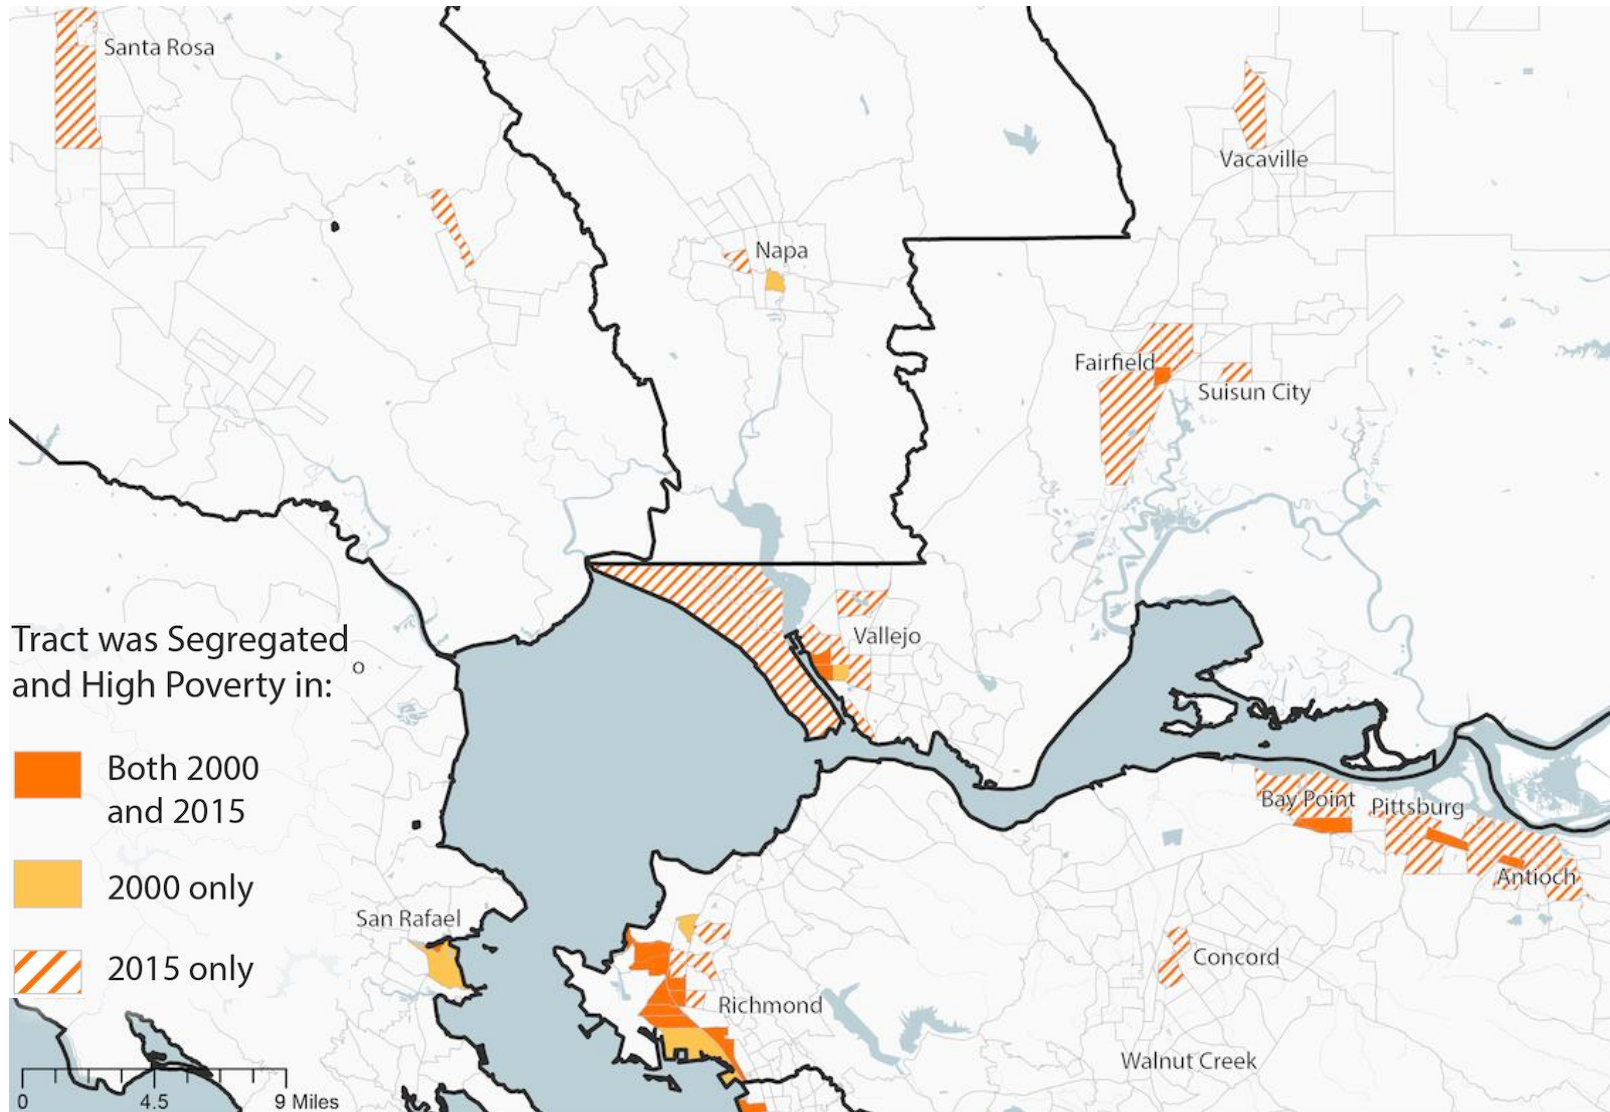 Santa Rosa
Vacaville
Napa
Fairfield
Suisun City
Vallejo
Tract was Segregated
and High Poverty in:
o
Both 2000
and 2015
2000 only
2015 only
Bay Point
Pittsburg
Antioch
San Rafael
Concord
Richmond
Walnut Creek
0 4.5 9 Miles